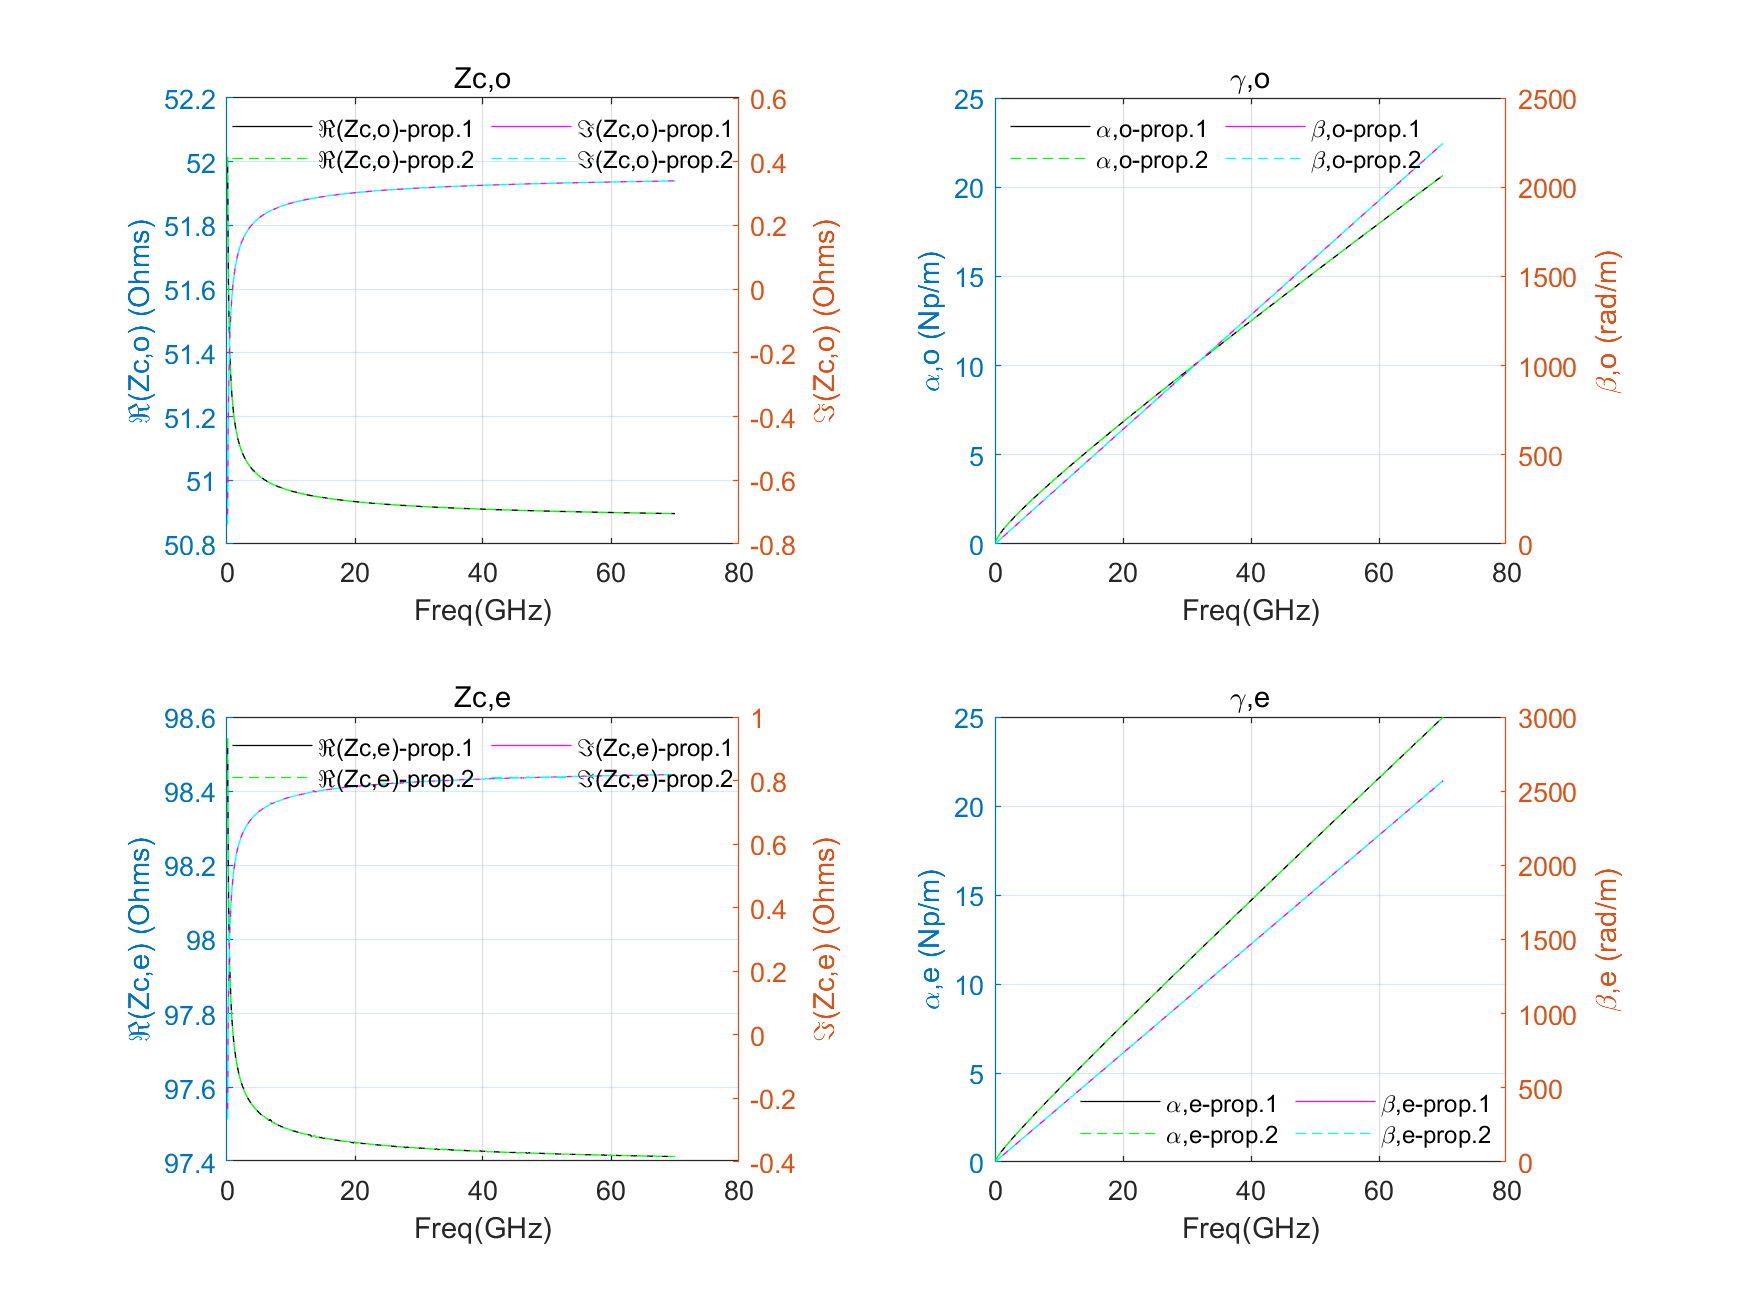 Zc,o
52.2
52
51.8
51.6
51.4
51.2
51
50.8
ℜ(Zc,o) (Ohms)
ℜ(Zc,o)-prop.1 ℑ(Zc,o)-prop.1
ℜ(Zc,o)-prop.2 ℑ(Zc,o)-prop.2
0.6
0.4
0.2
0
-0.2
-0.4
-0.6
-0.8
ℑ(Zc,o) (Ohms)
0 20 40 60 80
Freq(GHz)
γ,o
25
20
15
10
5
0
α,o (Np/m)
α,o-prop.1 β,o-prop.1
α,o-prop.2 β,o-prop.2
2500
2000
1500
1000
500
0
β,o (rad/m)
0 20 40 60 80
Freq(GHz)
Zc,e
98.6
98.4
98.2
98
97.8
97.6
97.4
ℜ(Zc,e) (Ohms)
ℜ(Zc,e)-prop.1 ℑ(Zc,e)-prop.1
ℜ(Zc,e)-prop.2 ℑ(Zc,e)-prop.2
1
0.8
0.6
0.4
0.2
0
-0.2
-0.4
ℑ(Zc,e) (Ohms)
0 20 40 60 80
Freq(GHz)
γ,e
25
20
15
10
5
0
α,e (Np/m)
α,e-prop.1 β,e-prop.1
α,e-prop.2 β,e-prop.2
3000
2500
2000
1500
1000
500
0
β,e (rad/m)
0 20 40 60 80
Freq(GHz)